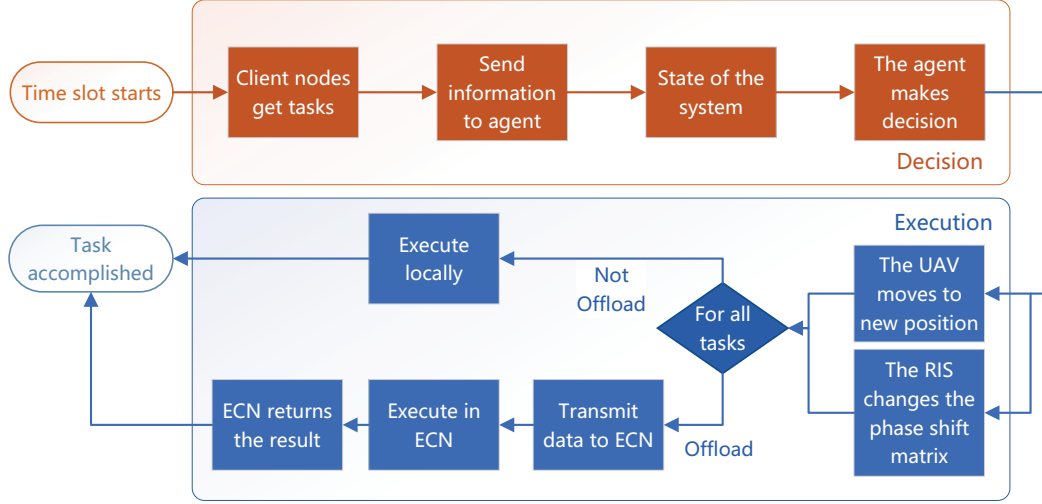 Time slot starts
Client nodes
get tasks
Send
information
to agent
State of the
system
The agent
makes
decision
Decision
Execution
Task
accomplished
Execute
locally
Not
Offload
For all
tasks
The UAV
moves to
new position
The RIS
changes the
phase shift
matrix
ECN returns
the result
Execute in
ECN
Transmit
data to ECN
Offload